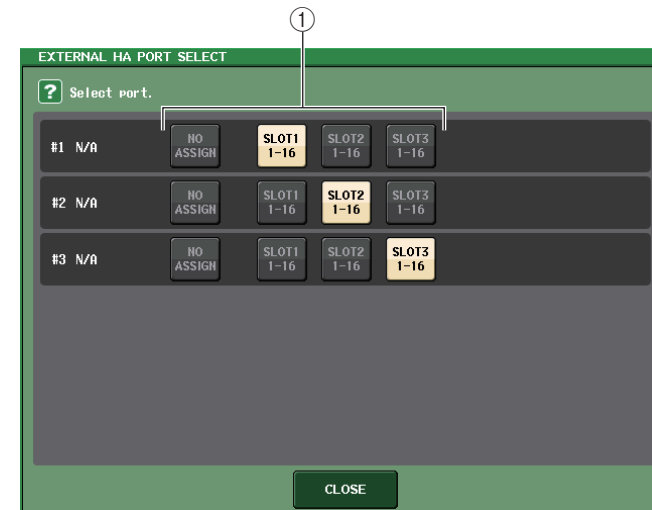 ①
EXTERNAL HA PORT SELECT
? Select port.
#1 N/A NO ASSIGN SLOT1 1-16 SLOT2 1-16 SLOT3 1-16
#2 N/A NO ASSIGN SLOT1 1-16 SLOT2 1-16 SLOT3 1-16
#3 N/A NO ASSIGN SLOT1 1-16 SLOT2 1-16 SLOT3 1-16
CLOSE